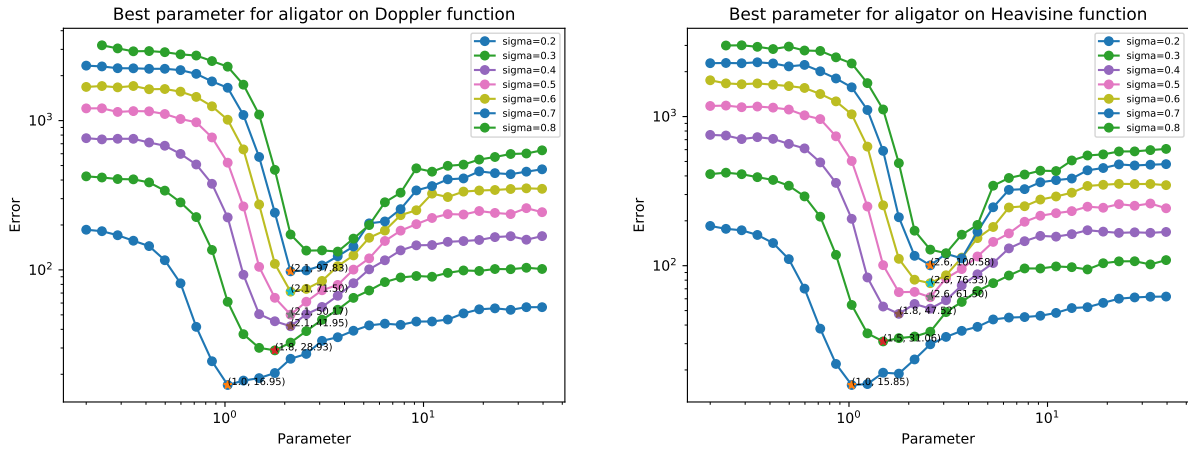 Best parameter for aligator on Doppler function
Error
10³
10²
sigma=0.2
sigma=0.3
sigma=0.4
sigma=0.5
sigma=0.6
sigma=0.7
sigma=0.8
(2.1, 97.83)
(2.1, 71.50)
(2.1, 50.17)
(2.1, 41.95)
(1.8, 28.93)
(1.0, 16.95)
10⁰
10¹
Parameter
Best parameter for aligator on Heavisine function
Error
10³
10²
sigma=0.2
sigma=0.3
sigma=0.4
sigma=0.5
sigma=0.6
sigma=0.7
sigma=0.8
(2.6, 100.58)
(2.6, 76.33)
(2.6, 61.50)
(1.8, 47.52)
(1.5, 31.06)
(1.0, 15.85)
10⁰
10¹
Parameter